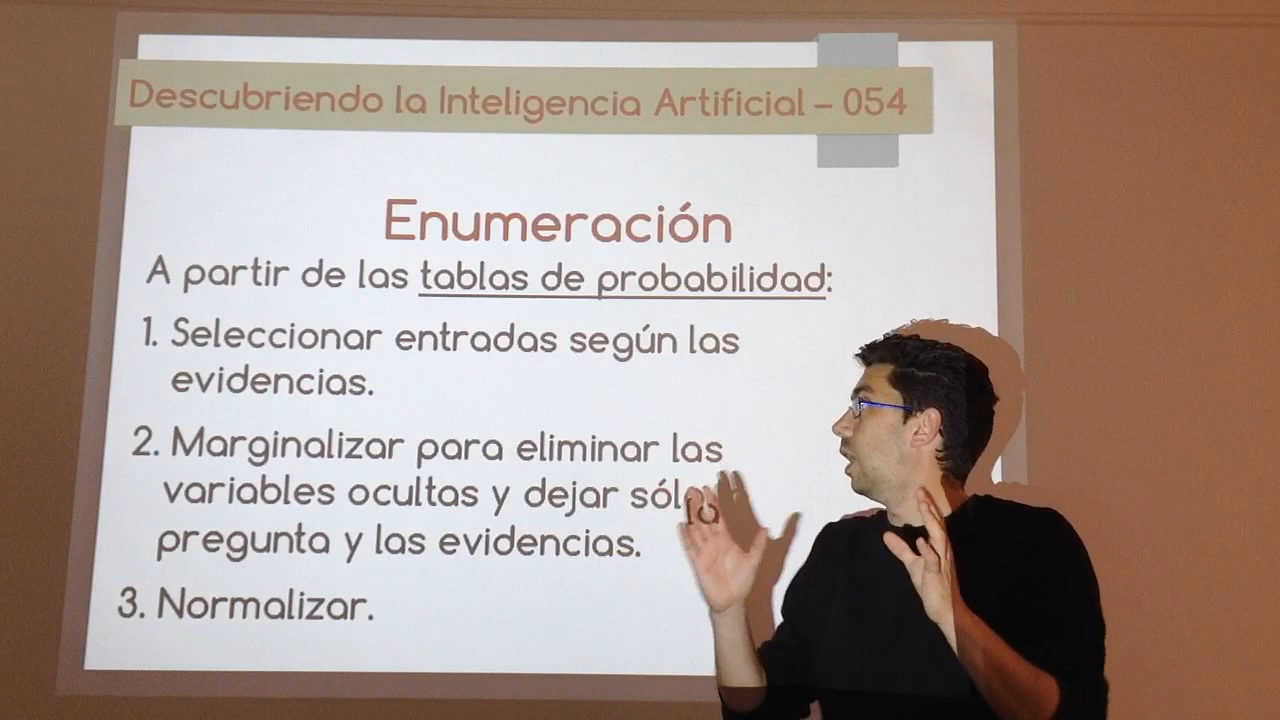 Descubriendo la Inteligencia Artificial – 054
Enumeración
A partir de las tablas de probabilidad:
1. Seleccionar entradas según las
evidencias.
2. Marginalizar para eliminar las
variables ocultas y dejar sólo
pregunta y las evidencias.
3. Normalizar.